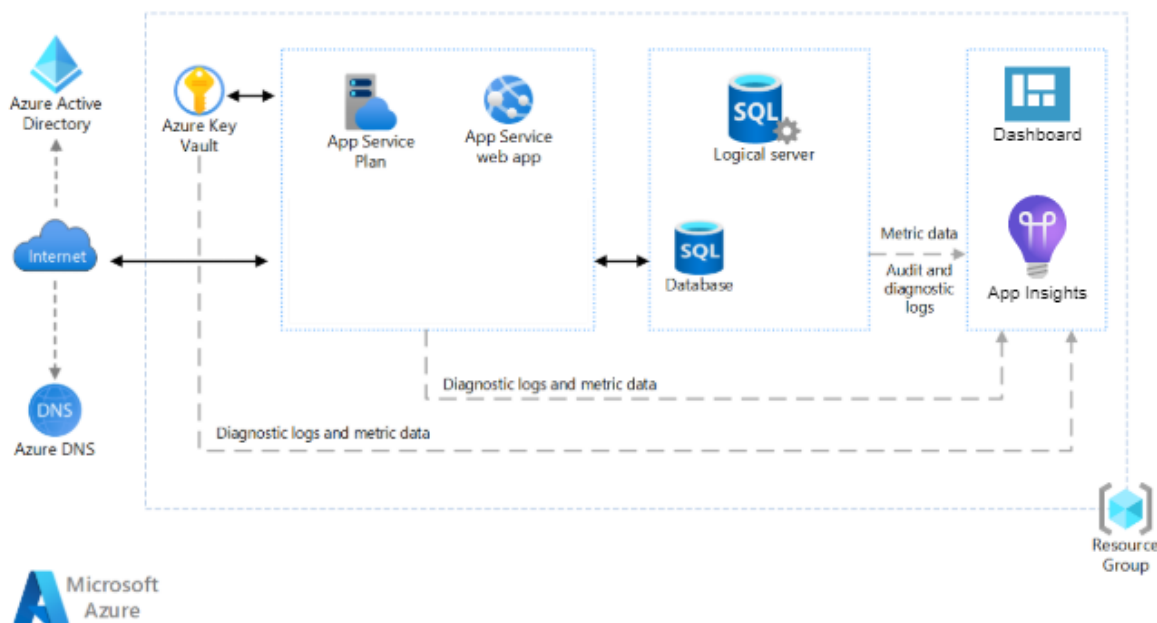 Azure Active
Directory
Azure Key
Vault
App Service
Plan
App Service
web app
SQL
Logical server
Dashboard
Internet
SQL
Database
Metric data
Audit and
diagnostic
logs
App Insights
Diagnostic logs and metric data
DNS
Azure DNS
Diagnostic logs and metric data
Resource
Group
Microsoft
Azure